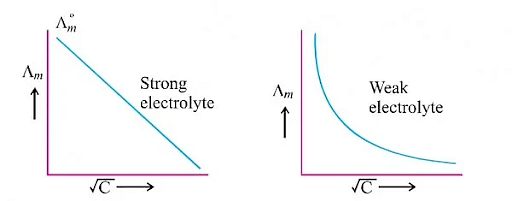 Λ°m
Λm
Strong
electrolyte
√C
Λm
Weak
electrolyte
√C